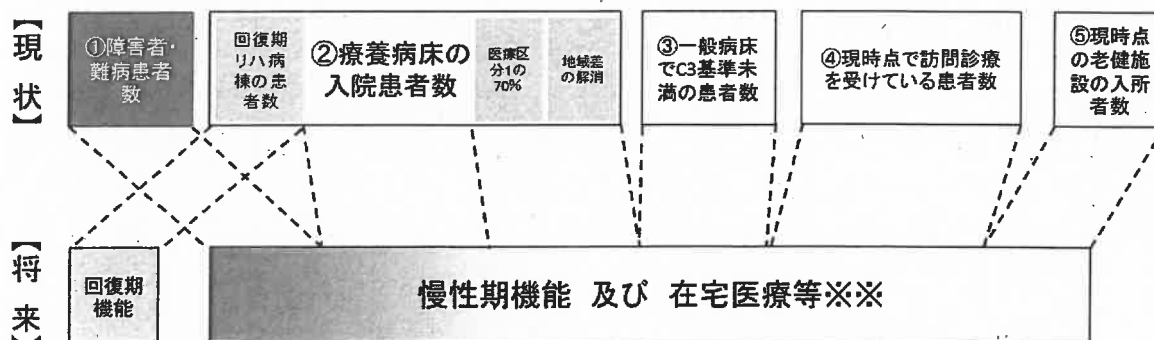 【現状】
①障害者・
難病患者
数
回復期
リハ病
棟の患
者数
②療養病床の
入院患者数
医療区
分1の
70%
地域差
の解消
③一般病床
でC3基準未
満の患者数
④現時点で訪問診療
を受けている患者数
⑤現時点
の老健施
設の入所
者数
【将来】
回復期
機能
慢性期機能 及び 在宅医療等※※